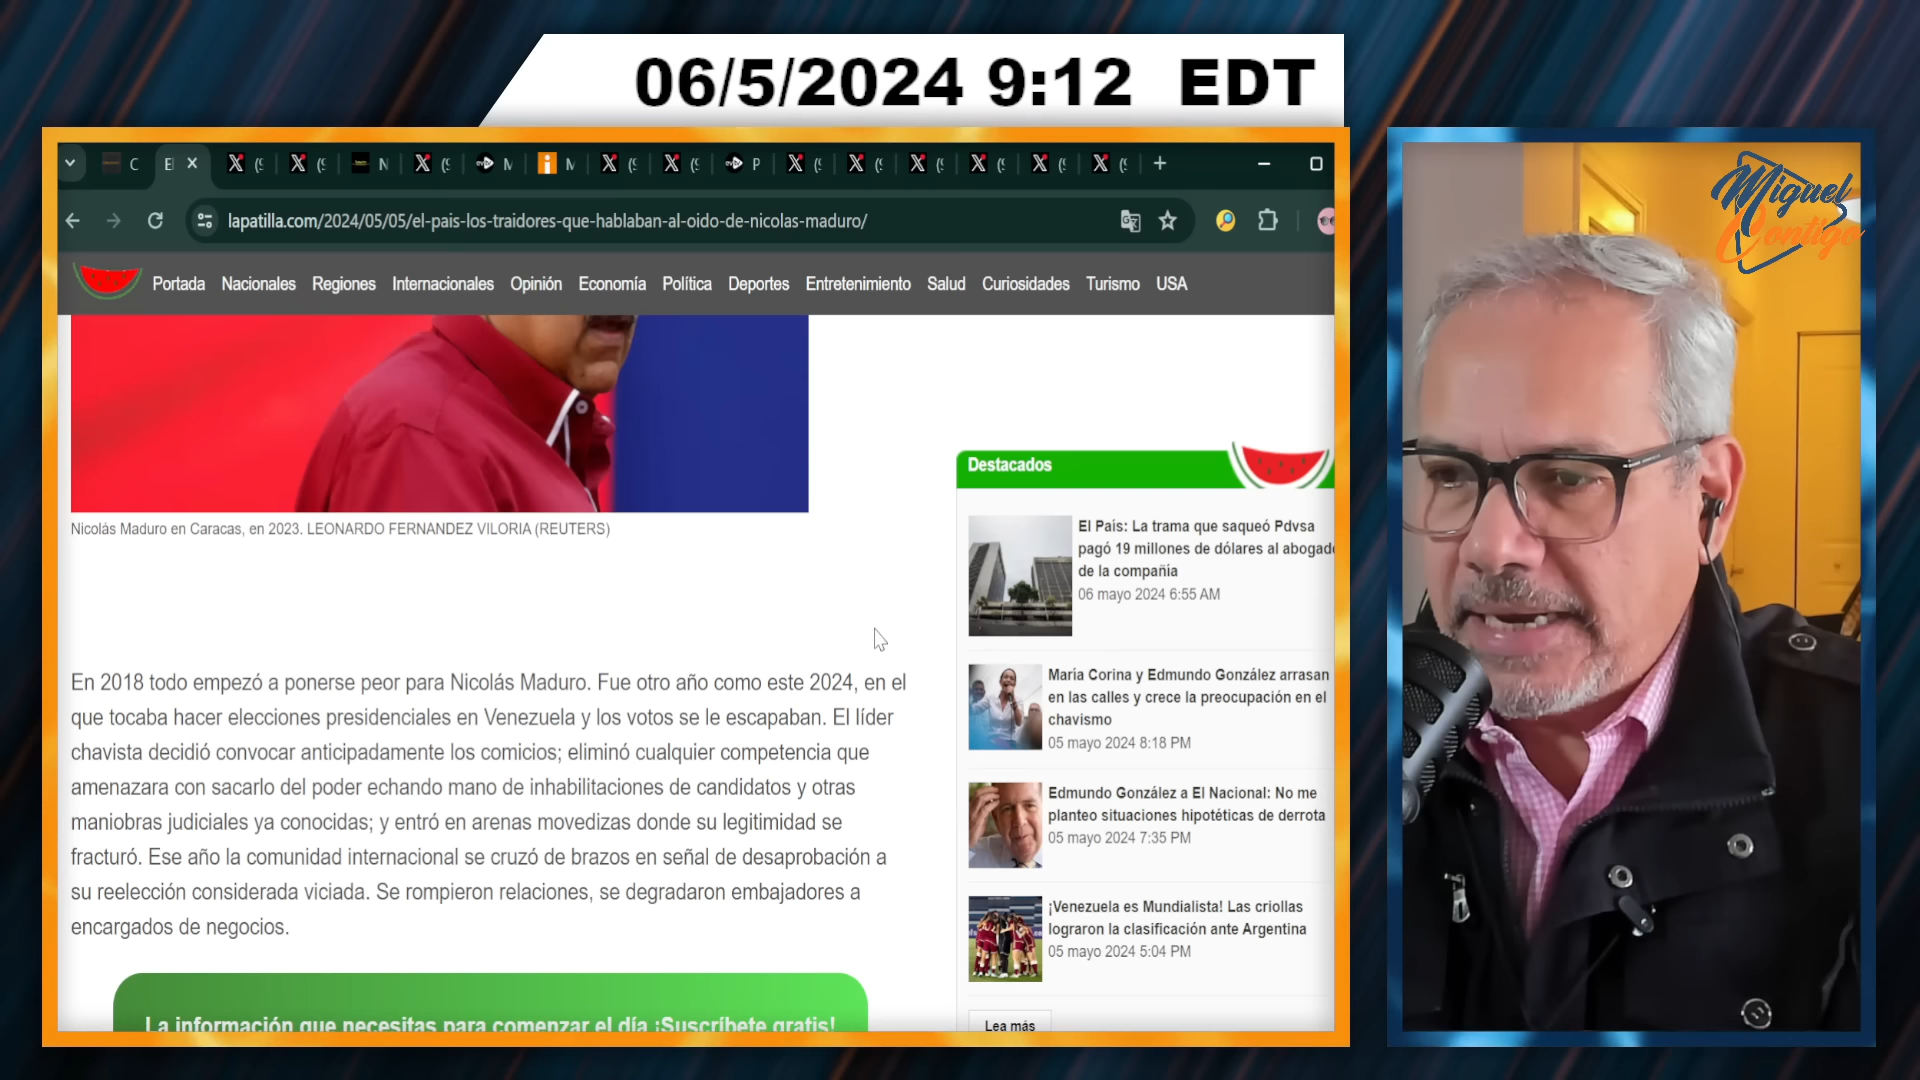 06/5/2024 9:12 EDT
lapatilla.com/2024/05/05/el-pais-los-traidores-que-hablaban-al-oido-de-nicolas-maduro/
Portada Nacionales Regiones Internacionales Opinión Economía Política Deportes Entretenimiento Salud Curiosidades Turismo USA
Nicolás Maduro en Caracas, en 2023. LEONARDO FERNANDEZ VILORIA (REUTERS)
En 2018 todo empezó a ponerse peor para Nicolás Maduro. Fue otro año como este 2024, en el
que tocaba hacer elecciones presidenciales en Venezuela y los votos se le escapaban. El líder
chavista decidió convocar anticipadamente los comicios; eliminó cualquier competencia que
amenazara con sacarlo del poder echando mano de inhabilitaciones de candidatos y otras
maniobras judiciales ya conocidas; y entró en arenas movedizas donde su legitimidad se
fracturó. Ese año la comunidad internacional se cruzó de brazos en señal de desaprobación a
su reelección considerada viciada. Se rompieron relaciones, se degradaron embajadores a
encargados de negocios.
La información que necesitas para comenzar el día ¡Suscríbete gratis!
Destacados
El País: La trama que saqueó Pdvsa
pagó 19 millones de dólares al abogado
de la compañía
06 mayo 2024 6:55 AM
María Corina y Edmundo González arrasan
en las calles y crece la preocupación en el
chavismo
05 mayo 2024 8:18 PM
Edmundo González a El Nacional: No me
planteo situaciones hipotéticas de derrota
05 mayo 2024 7:35 PM
¡Venezuela es Mundialista! Las criollas
lograron la clasificación ante Argentina
05 mayo 2024 5:04 PM
Lea más
Miguel
Contigo